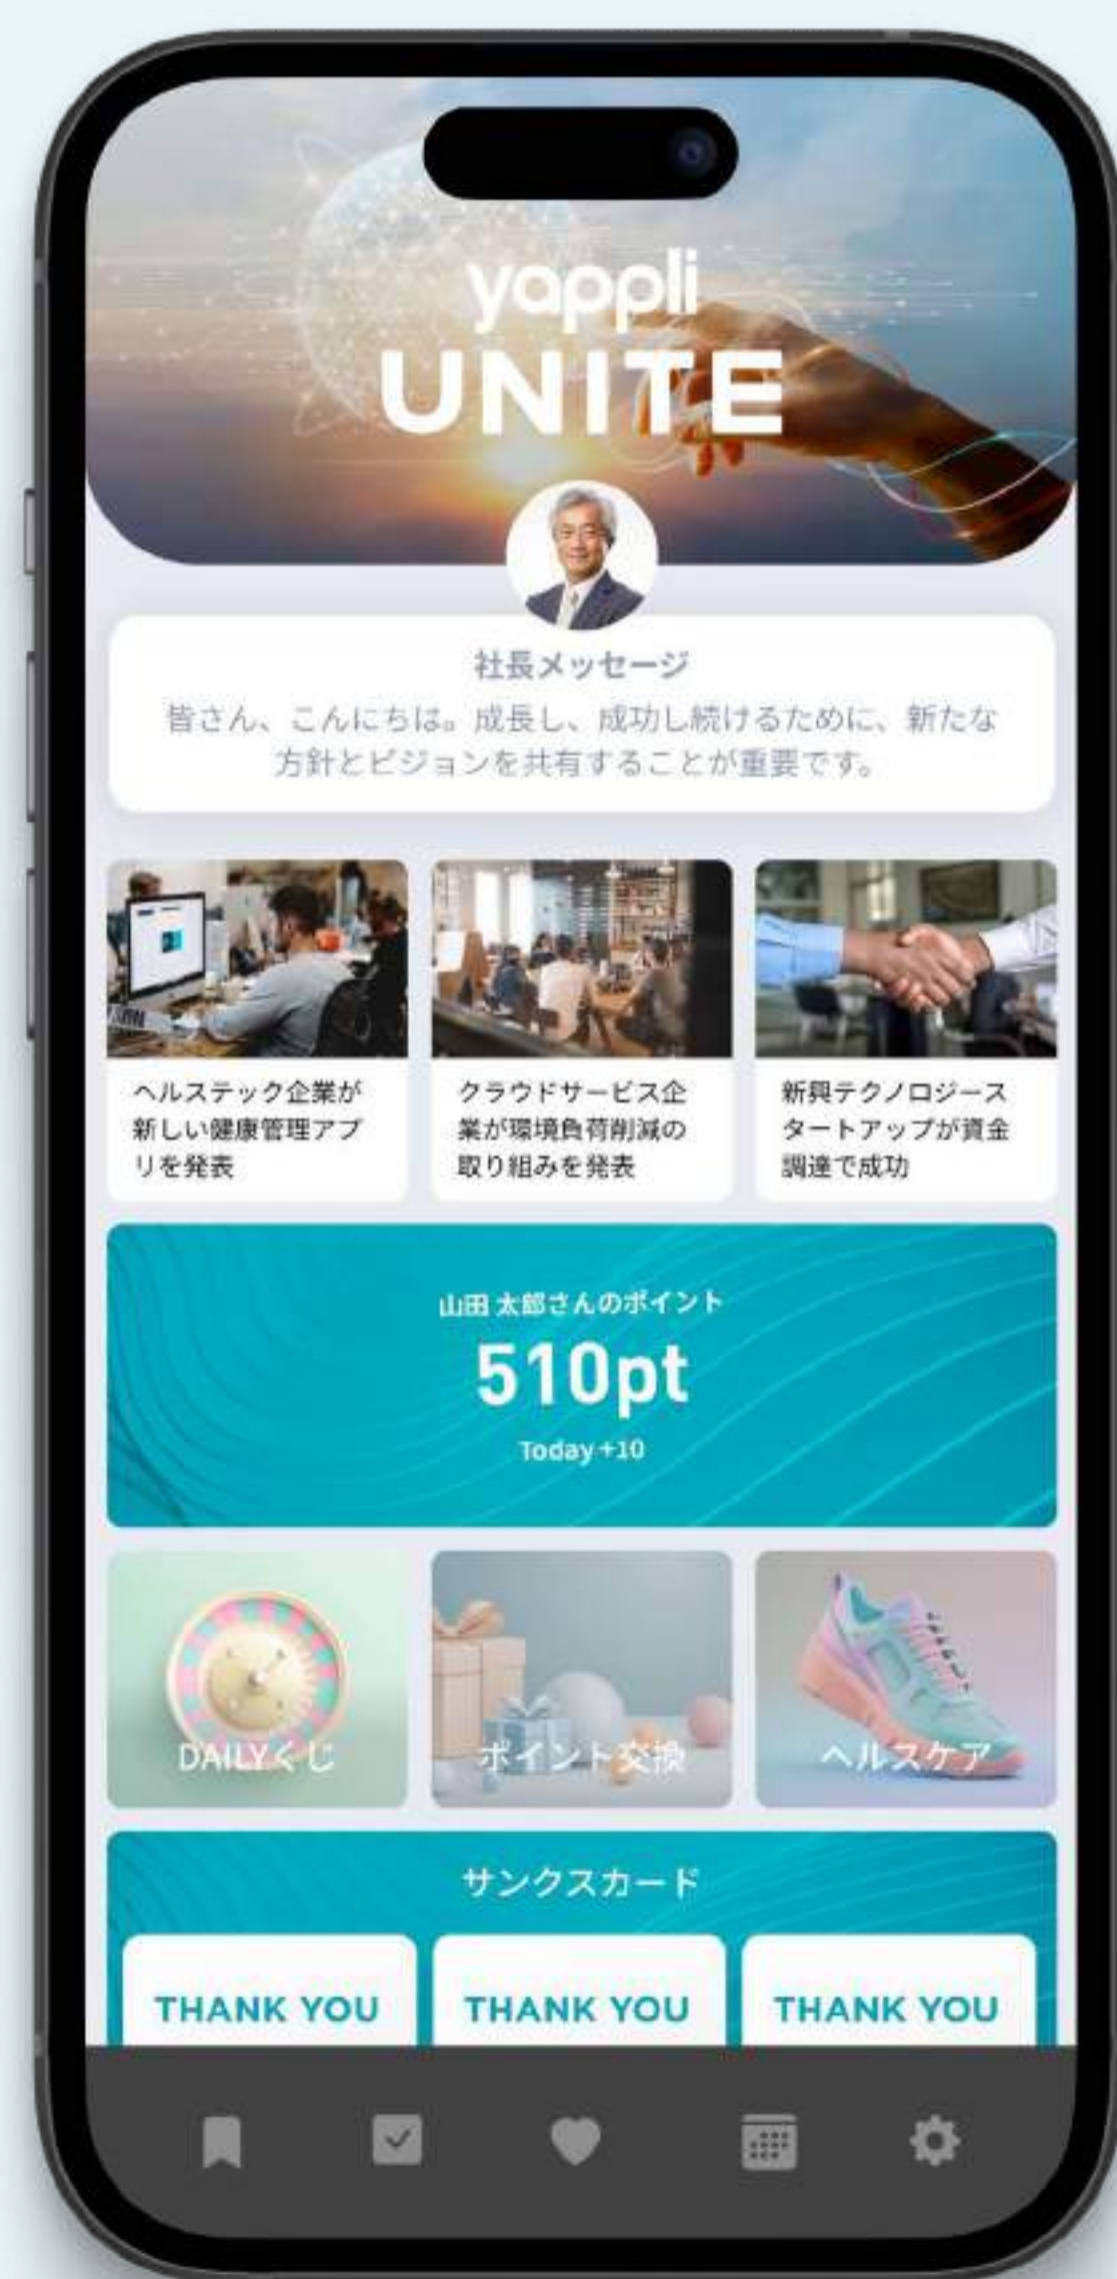 yappli
UNITE
社長メッセージ
皆さん、こんにちは。成長し、成功し続けるために、新たな
方針とビジョンを共有することが重要です。
ヘルステック企業が
新しい健康管理アプ
リを発表
クラウドサービス企
業が環境負荷削減の
取り組みを発表
新興テクノロジース
タートアップが資金
調達で成功
山田 太郎さんのポイント
510pt
Today +10
DAILYくじ
ポイント交換
ヘルスケア
サンクスカード
THANK YOU
THANK YOU
THANK YOU